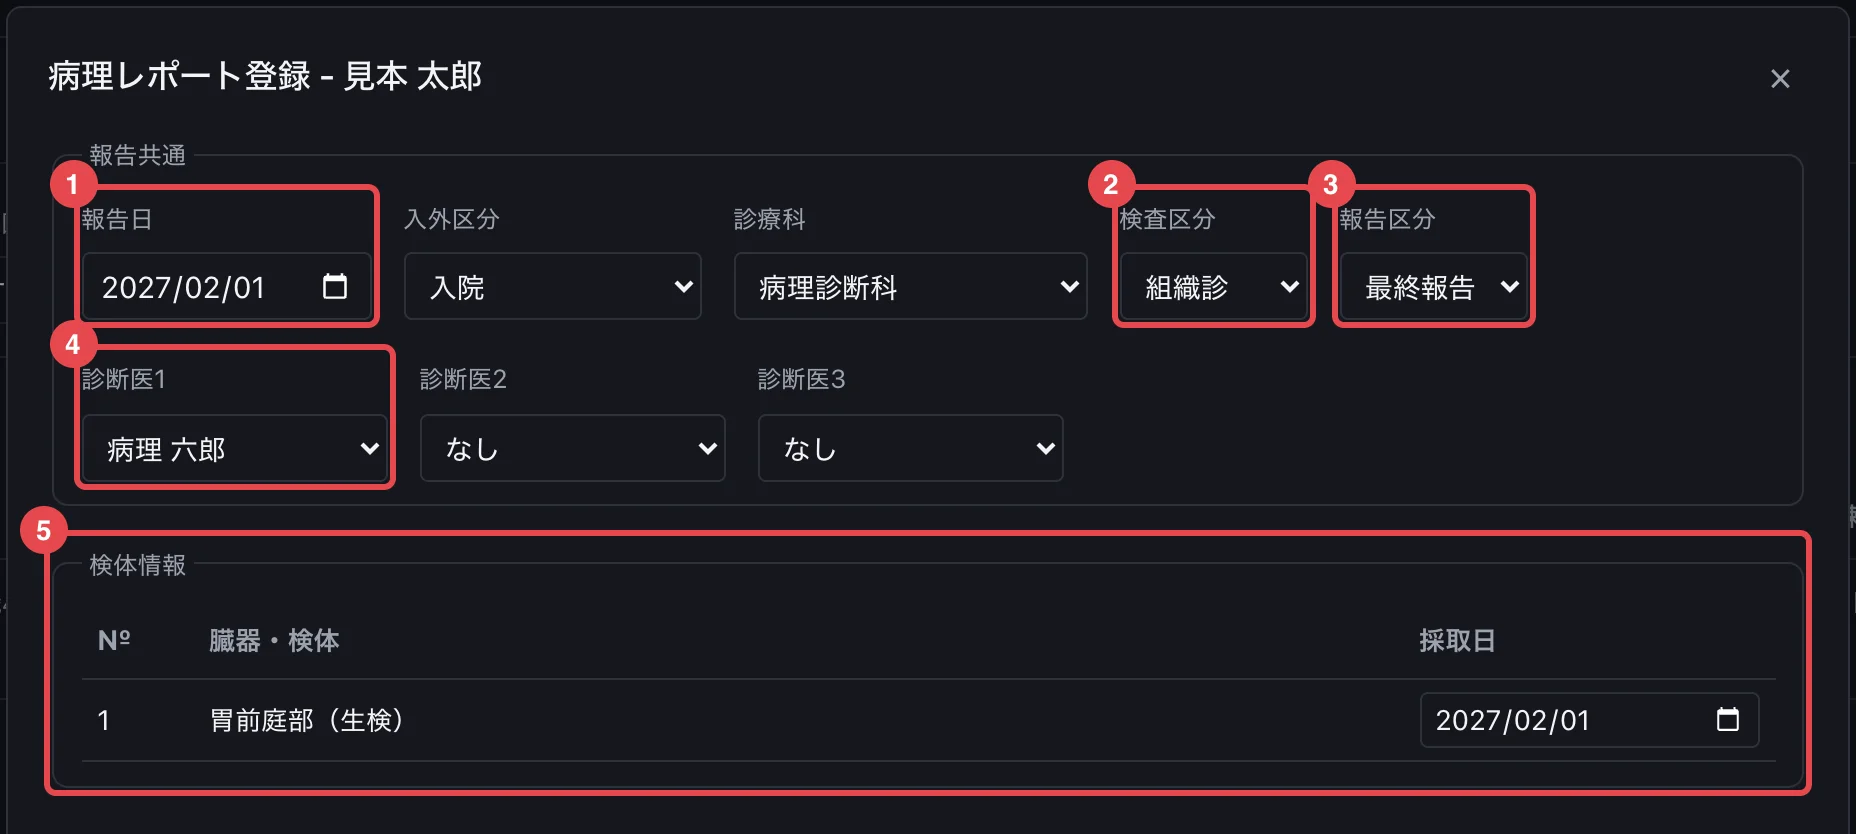 病理レポート登録 - 見本 太郎
報告共通
1 2 3
報告日 入外区分 診療科 検査区分 報告区分
2027/02/01 入院 病理診断科 組織診 最終報告
4
診断医1 診断医2 診断医3
病理 六郎 なし なし
5
検体情報
Nº 臓器・検体 採取日
1 胃前庭部（生検） 2027/02/01